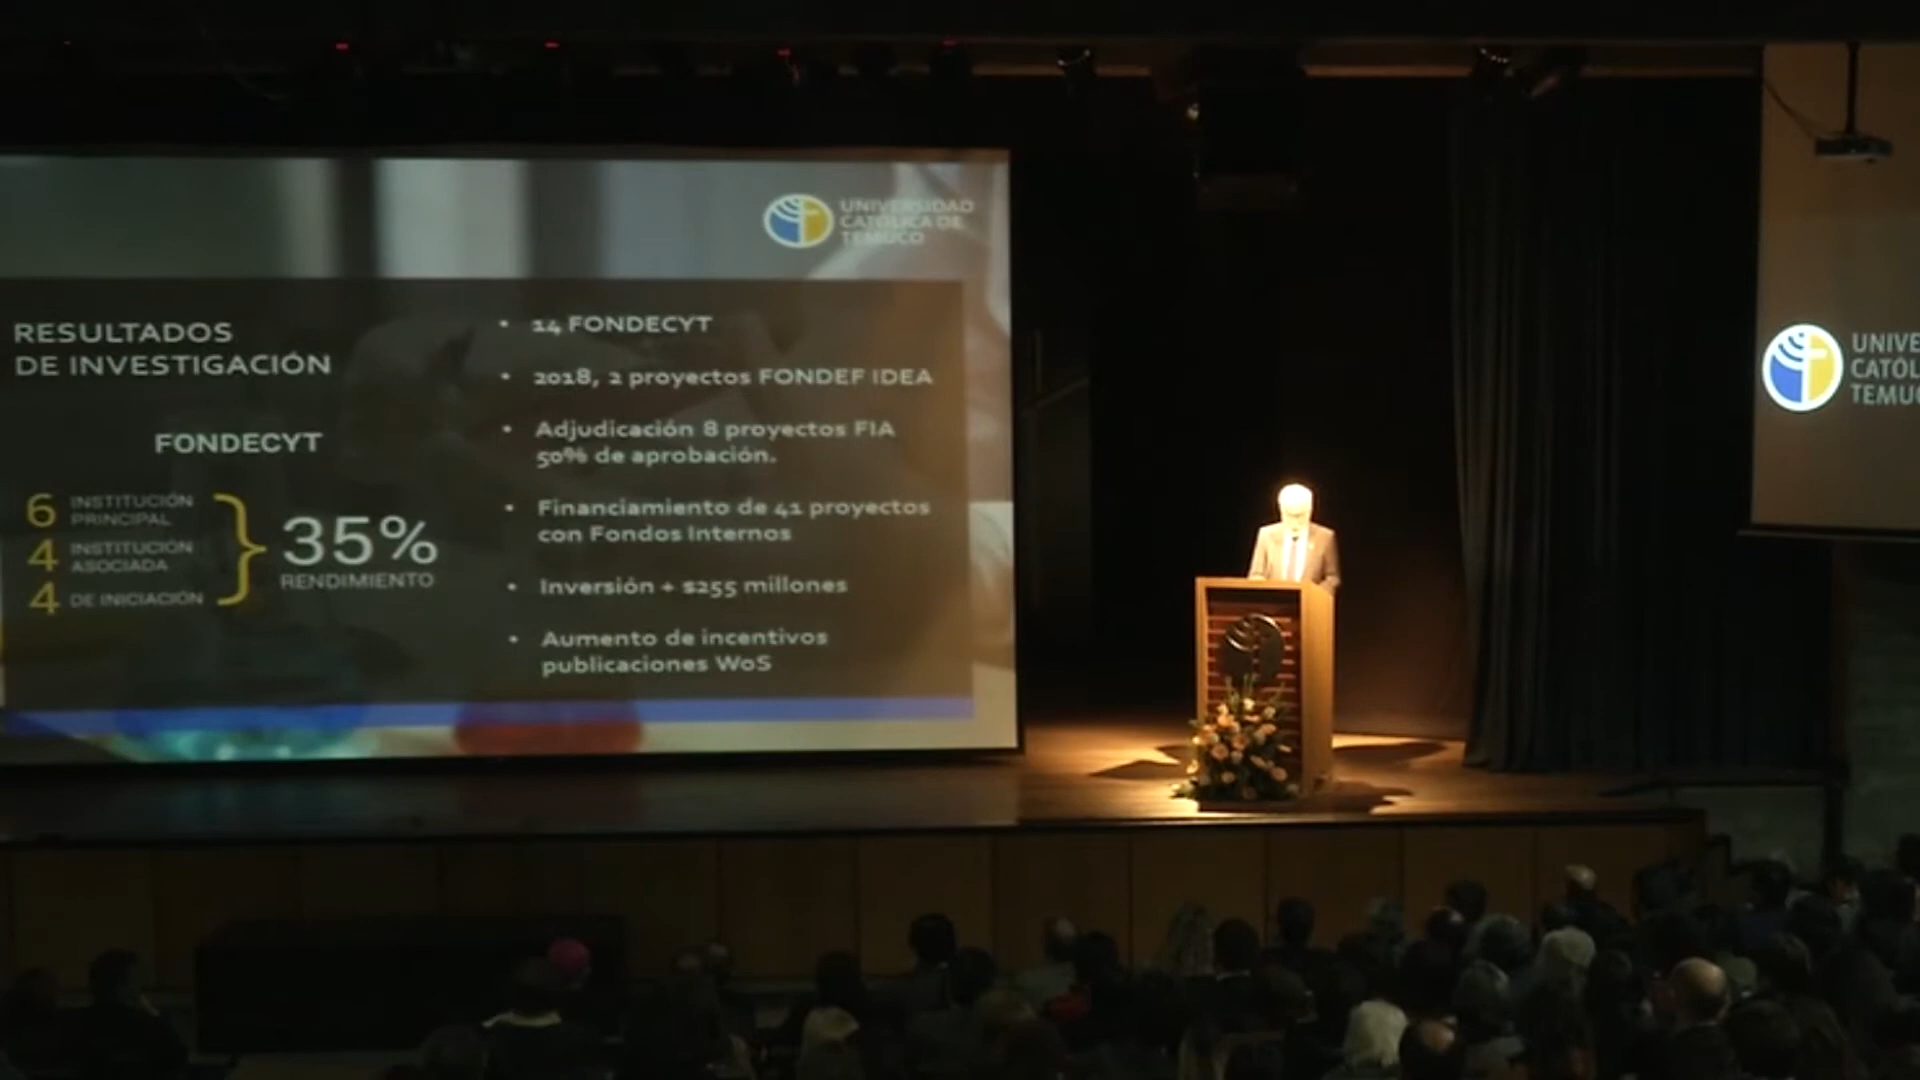 UNIVERSIDAD
CATÓLICA DE
TEMUCO
RESULTADOS
DE INVESTIGACIÓN
FONDECYT
6 INSTITUCIÓN
PRINCIPAL
4 INSTITUCIÓN
ASOCIADA
4 DE INICIACIÓN
35%
RENDIMIENTO
• 14 FONDECYT
• 2018, 2 proyectos FONDEF IDEA
• Adjudicación 8 proyectos FIA
50% de aprobación.
• Financiamiento de 41 proyectos
con Fondos Internos
• Inversión + $255 millones
• Aumento de incentivos
publicaciones WoS
UNIVE
CATÓL
TEMUC